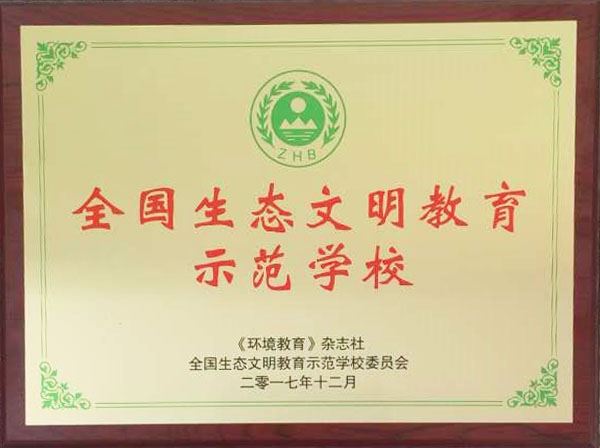 ZHB
全国生态文明教育
示范学校
《环境教育》杂志社
全国生态文明教育示范学校委员会
二零一七年十二月